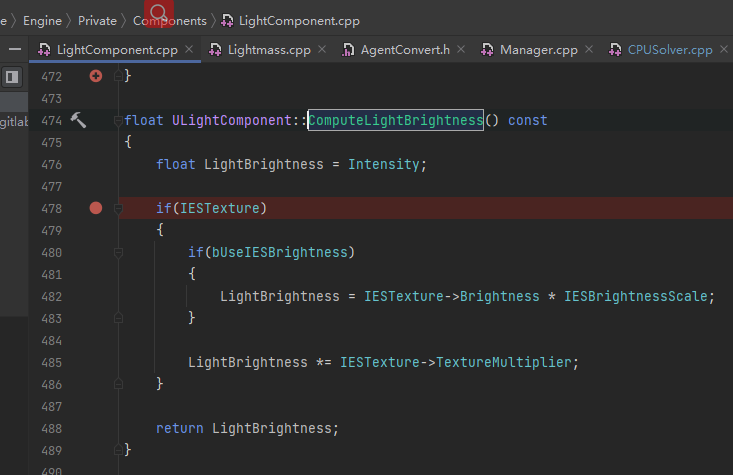 e > Engine > Private > Components > LightComponent.cpp
LightComponent.cpp × Lightmass.cpp × AgentConvert.h × Manager.cpp × CPUSolver.cpp ×
472 }
473
gitlab 474 float ULightComponent::ComputeLightBrightness() const
475 {
476 float LightBrightness = Intensity;
477
478 if(IESTexture)
479 {
480 if(bUseIESBrightness)
481 {
482 LightBrightness = IESTexture->Brightness * IESBrightnessScale;
483 }
484
485 LightBrightness *= IESTexture->TextureMultiplier;
486 }
487
488 return LightBrightness;
489 }
490